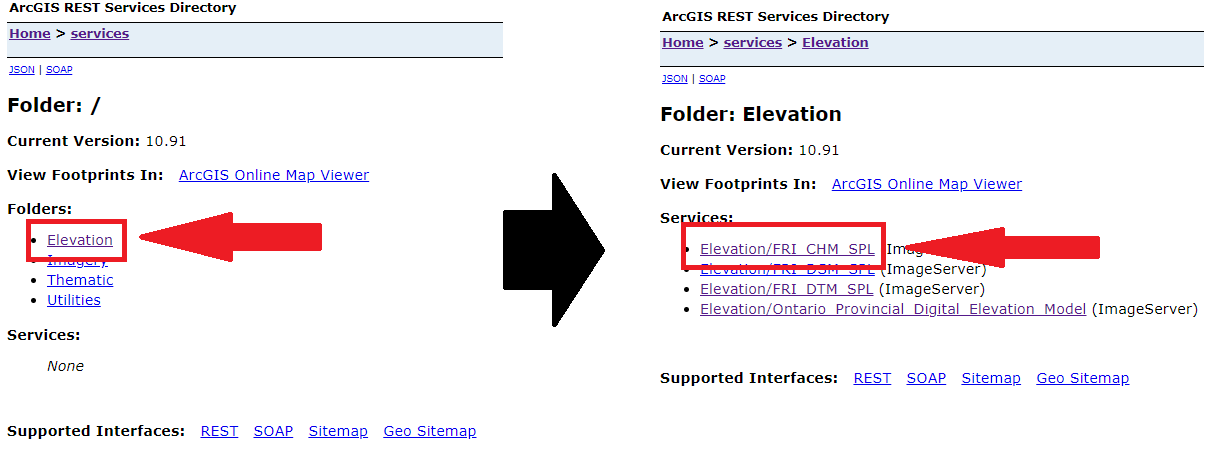 ArcGIS REST Services Directory
Home > services
JSON | SOAP
Folder: /
Current Version: 10.91
View Footprints In: ArcGIS Online Map Viewer
Folders:
Elevation
Imagery
Thematic
Utilities
Services:
None
Supported Interfaces: REST SOAP Sitemap Geo Sitemap
ArcGIS REST Services Directory
Home > services > Elevation
JSON | SOAP
Folder: Elevation
Current Version: 10.91
View Footprints In: ArcGIS Online Map Viewer
Services:
Elevation/FRI_CHM_SPL
Elevation/FRI_DSM_SPL (ImageServer)
Elevation/FRI_DTM_SPL (ImageServer)
Elevation/Ontario_Provincial_Digital_Elevation_Model (ImageServer)
Supported Interfaces: REST SOAP Sitemap Geo Sitemap